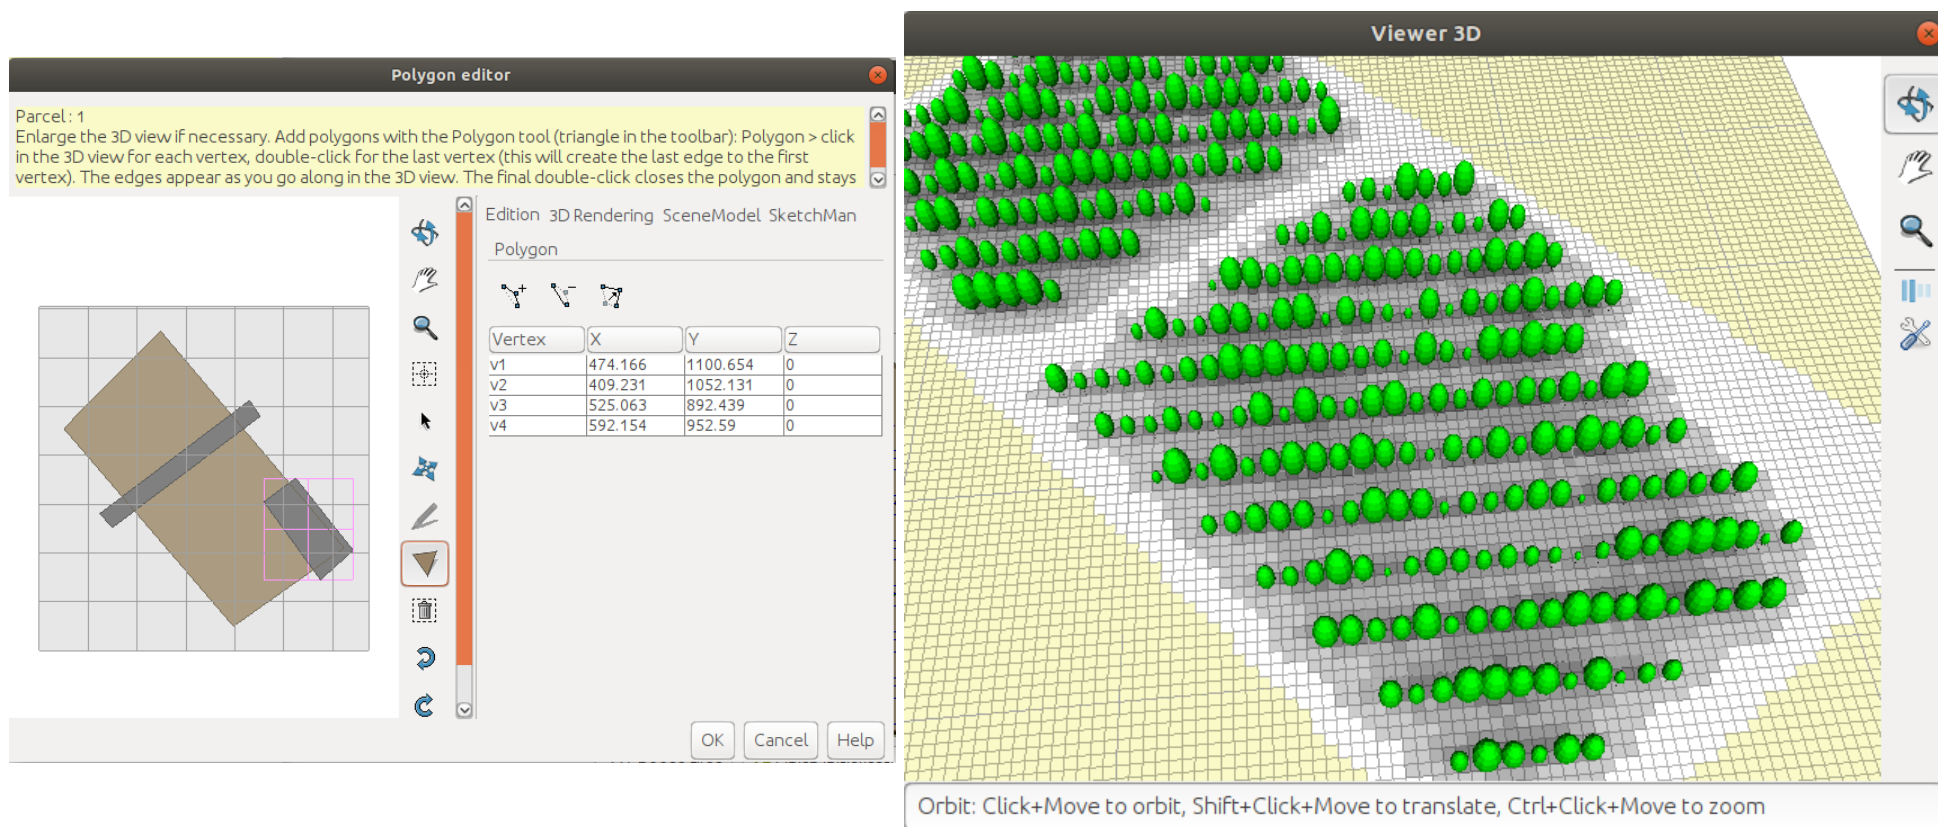 Polygon editor
Parcel : 1
Enlarge the 3D view if necessary. Add polygons with the Polygon tool (triangle in the toolbar): Polygon > click
in the 3D view for each vertex, double-click for the last vertex (this will create the last edge to the first
vertex). The edges appear as you go along in the 3D view. The final double-click closes the polygon and stays
Edition 3D Rendering SceneModel SketchMan
Polygon
Vertex X Y Z
v1 474.166 1100.654 0
v2 409.231 1052.131 0
v3 525.063 892.439 0
v4 592.154 952.59 0
OK Cancel Help
Viewer 3D
Orbit: Click+Move to orbit, Shift+Click+Move to translate, Ctrl+Click+Move to zoom